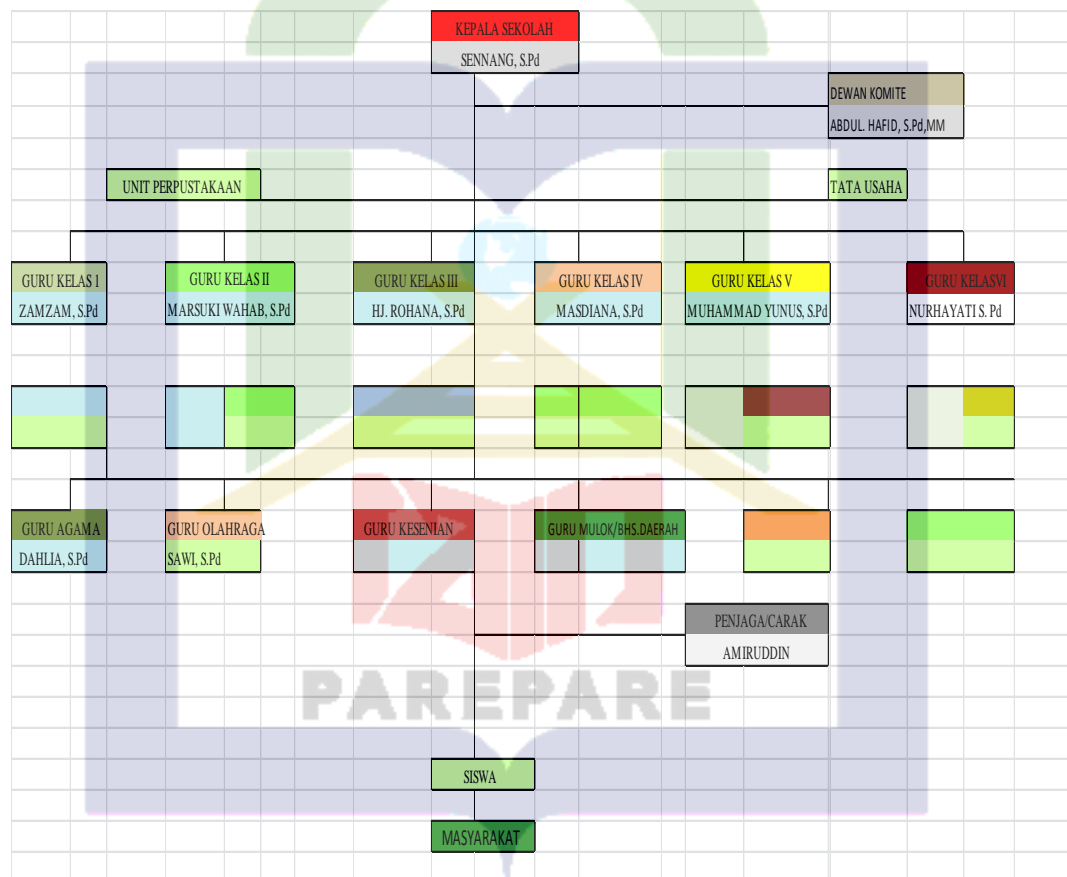 KEPALA SEKOLAH
SENNANG, S.Pd
DEWAN KOMITE
ABDUL. HAFID, S.Pd,MM
UNIT PERPUSTAKAAN
TATA USAHA
GURU KELAS 1
ZAMZAM, S.Pd
GURU KELAS II
MARSUKI WAHAB, S.Pd
GURU KELAS III
HJ. ROHANA, S.Pd
GURU KELAS IV
MASDIANA, S.Pd
GURU KELAS V
MUHAMMAD YUNUS, S.Pd
GURU KELASVI
NURHAYATI S. Pd
GURU AGAMA
DAHLIA, S.Pd
GURU OLAHRAGA
SAWI, S.Pd
GURU KESENIAN
GURU MULOK/BHS.DAERAH
PENJAGA/CARAK
AMIRUDDIN
PAREPARE
SISWA
MASYARAKAT